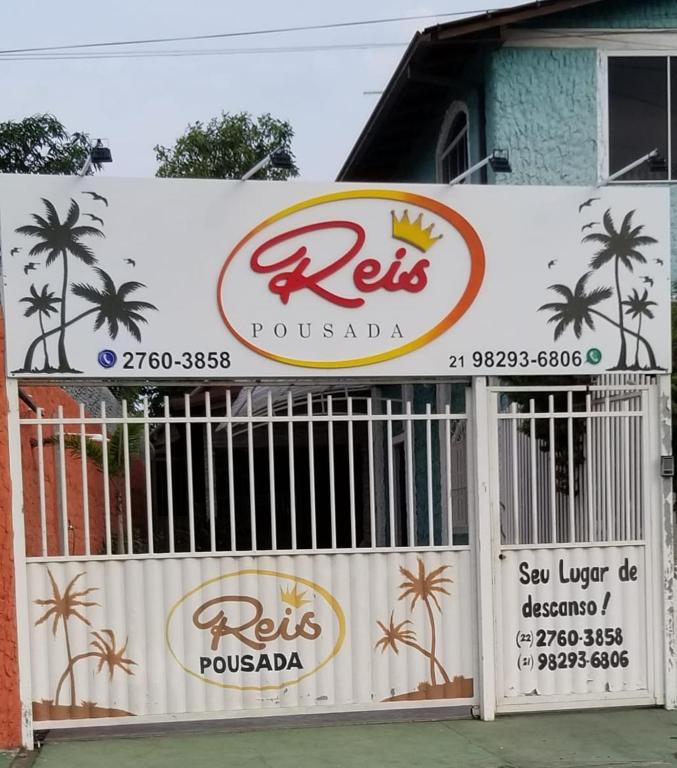 Reis
POUSADA
2760-3858
21 98293-6806
Reis
POUSADA
Seu Lugar de
descanso!
(22) 2760-3858
(21) 98293-6806